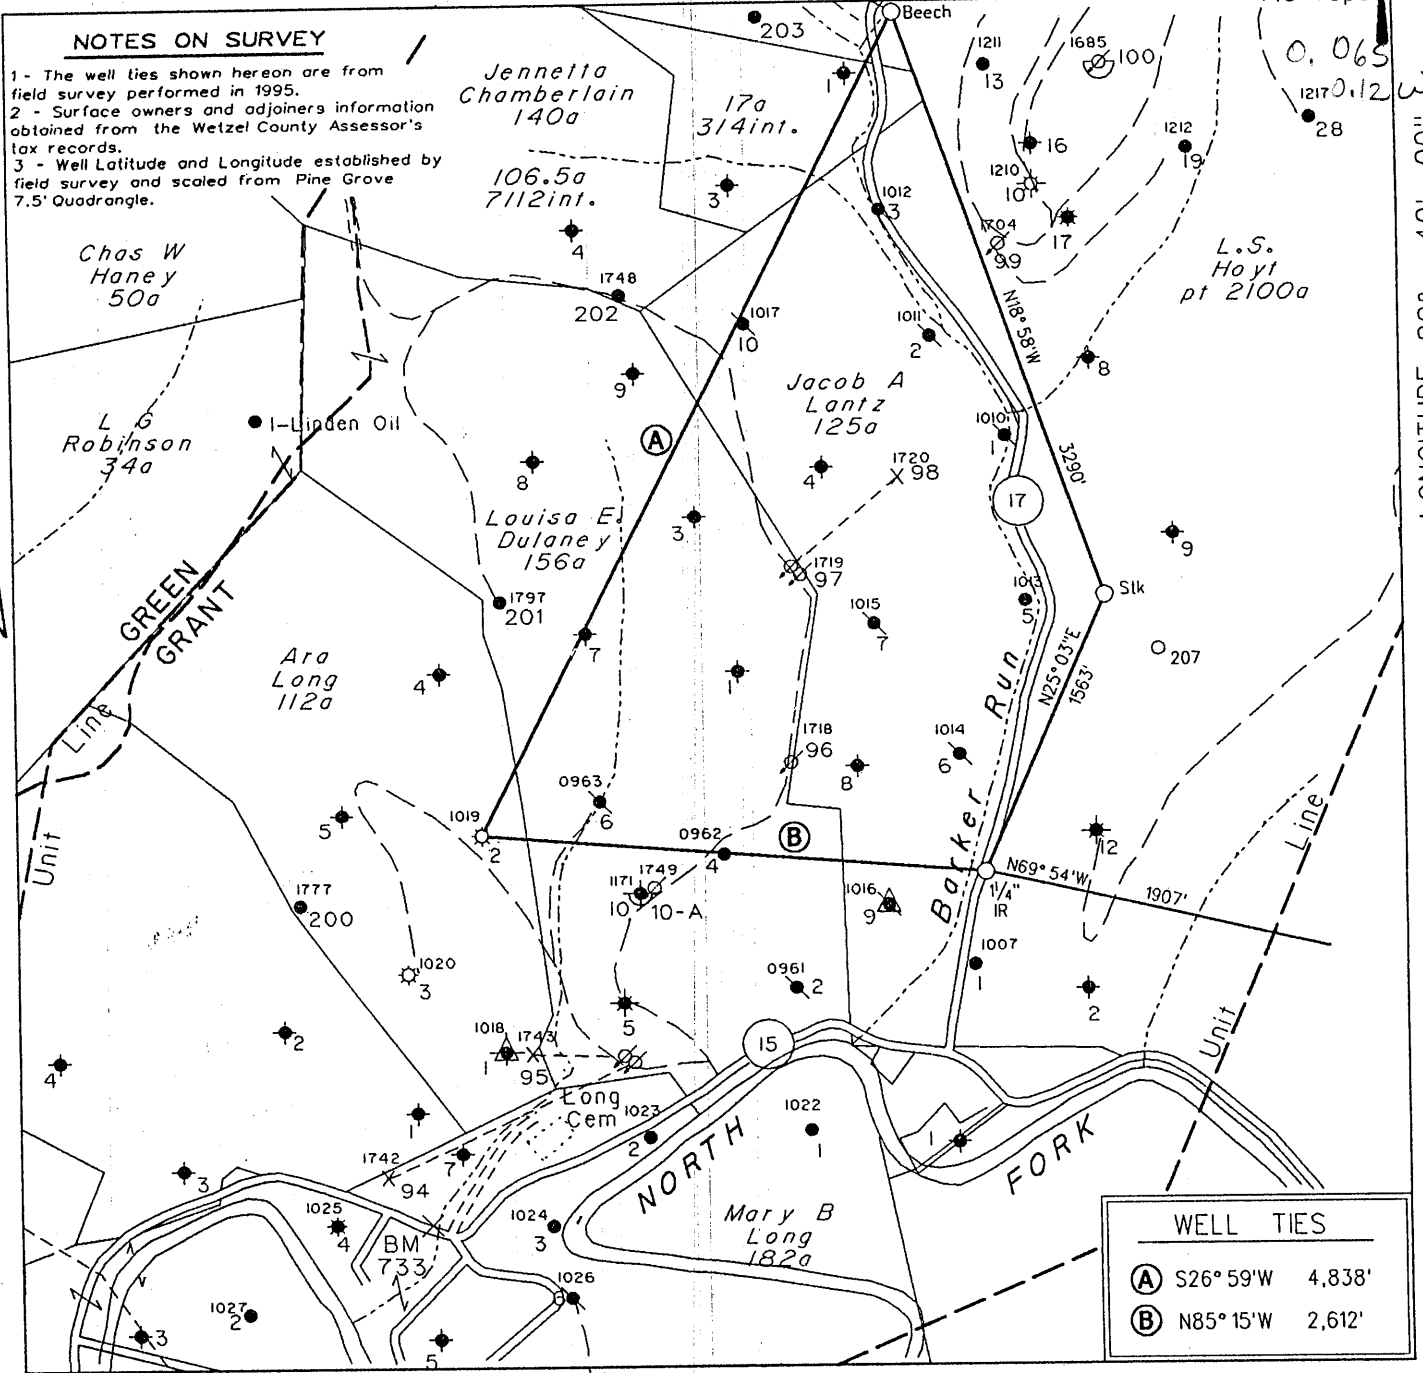 NOTES ON SURVEY
1 - The well ties shown hereon are from
field survey performed in 1995.
2 - Surface owners and adjoiners information
obtained from the Wetzel County Assessor's
tax records.
3 - Well Latitude and Longitude established by
field survey and scaled from Pine Grove
7.5' Quadrangle.
Beech
203
Jennetta
Chamberlain
140a
17a
3/4int.
1
1211
13
1685
100
0.065
0.12 W
1217
28
16
1212
19
1210
10
17
1704
99
106.5a
7/12int.
3
4
1012
3
Chas W
Haney
50a
L.S.
Hoyt
pt 2100a
1748
202
1017
10
1011
2
N18°58'W
8
9
Jacob A
Lantz
125a
L G
Robinson
34a
1-Linden Oil
A
1010
1
3290'
4
1720
98
8
17
Louisa E.
Dulaney
156a
3
9
1719
97
GREEN
GRANT
1797
201
1013
5
Slk
1015
7
7
207
Ara
Long
112a
4
1
N25°03"E
1563'
Line
Unit
1718
96
8
1014
6
Barker Run
0963
6
5
1019
2
0962
4
B
12
Line
N69°54'W
1907'
1 1/4"
IR
1777
200
1171
10
1749
10-A
1016
9
1007
1
1020
3
0961
2
2
Unit
5
2
4
1018
1
1743
95
15
Long
Cem
1023
2
1022
1
1
1
7
NORTH
FORK
1742
94
3
1025
4
BM
733
1024
3
Mary B
Long
182a
1026
1027
2
3
5
WELL TIES
A S26°59'W 4,838'
B N85°15'W 2,612'